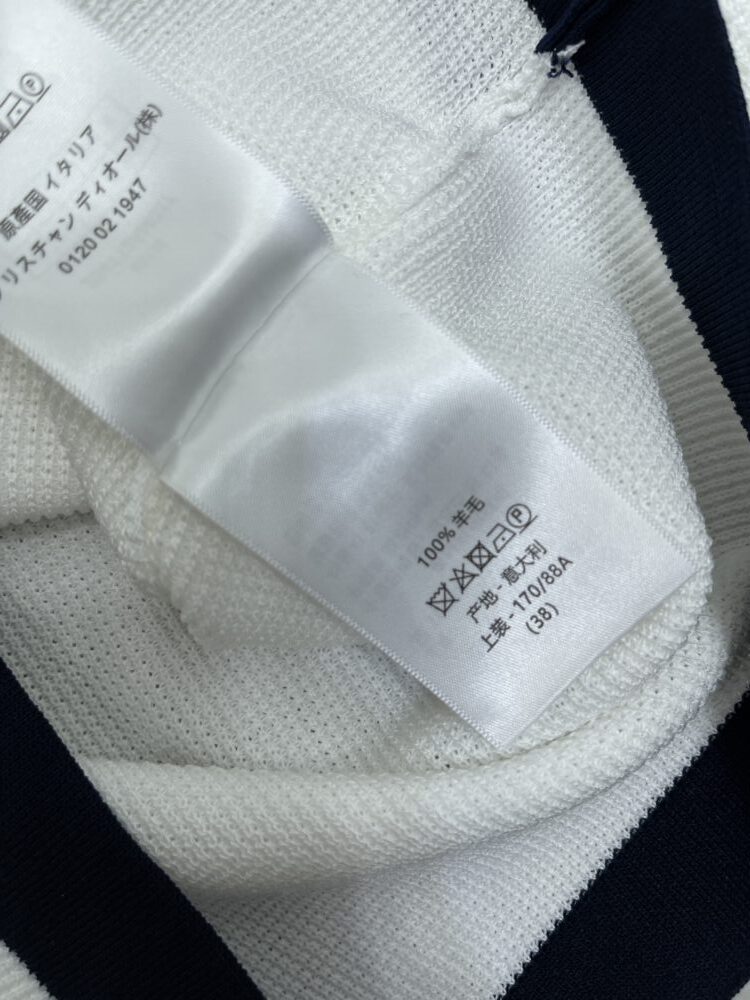 原産国 イタリア
リスチャン ディオール(株)
0120 02 1947
100% 羊毛
产地 - 意大利
上装 - 170/88A
(38)